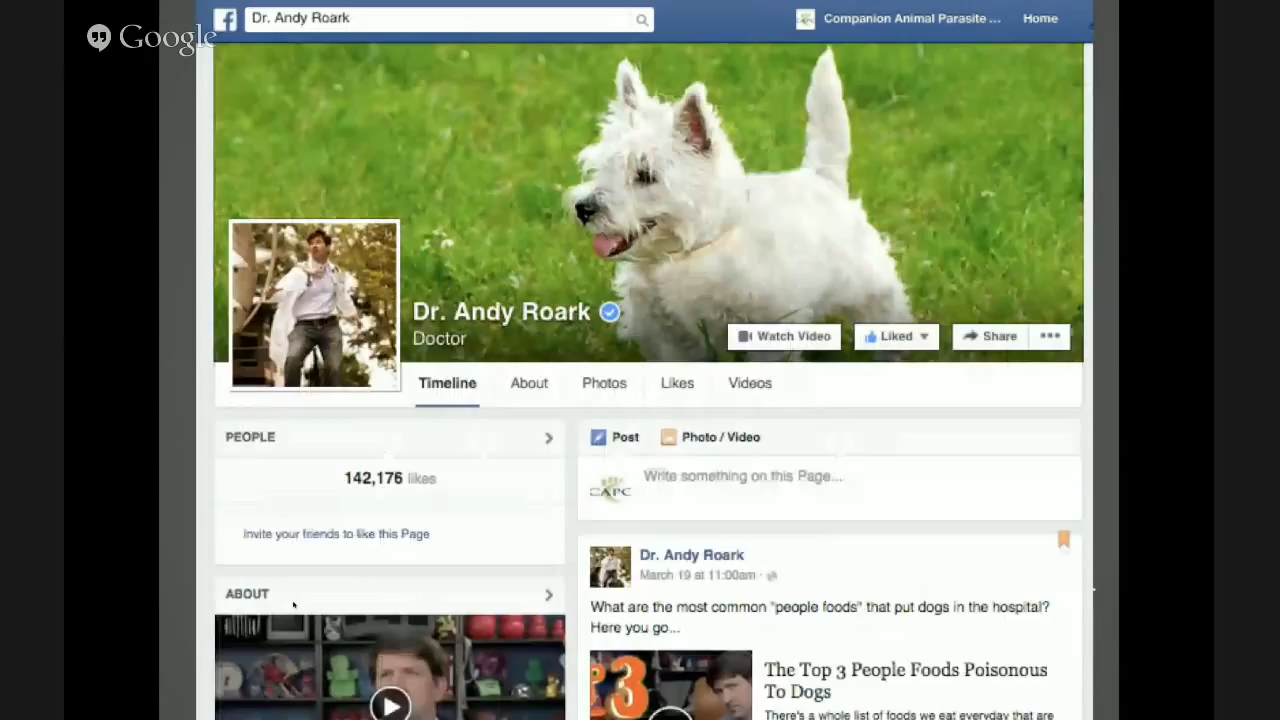 Google
Dr. Andy Roark
Companion Animal Parasite ...
Home
Dr. Andy Roark
Doctor
Watch Video
Liked
Share
Timeline
About
Photos
Likes
Videos
PEOPLE
142,176 likes
Invite your friends to like this Page
ABOUT
Post
Photo / Video
CAPC
Write something on this Page...
Dr. Andy Roark
March 19 at 11:00am ·
What are the most common "people foods" that put dogs in the hospital?
Here you go...
3
The Top 3 People Foods Poisonous
To Dogs
There's a whole list of foods we eat everyday that are